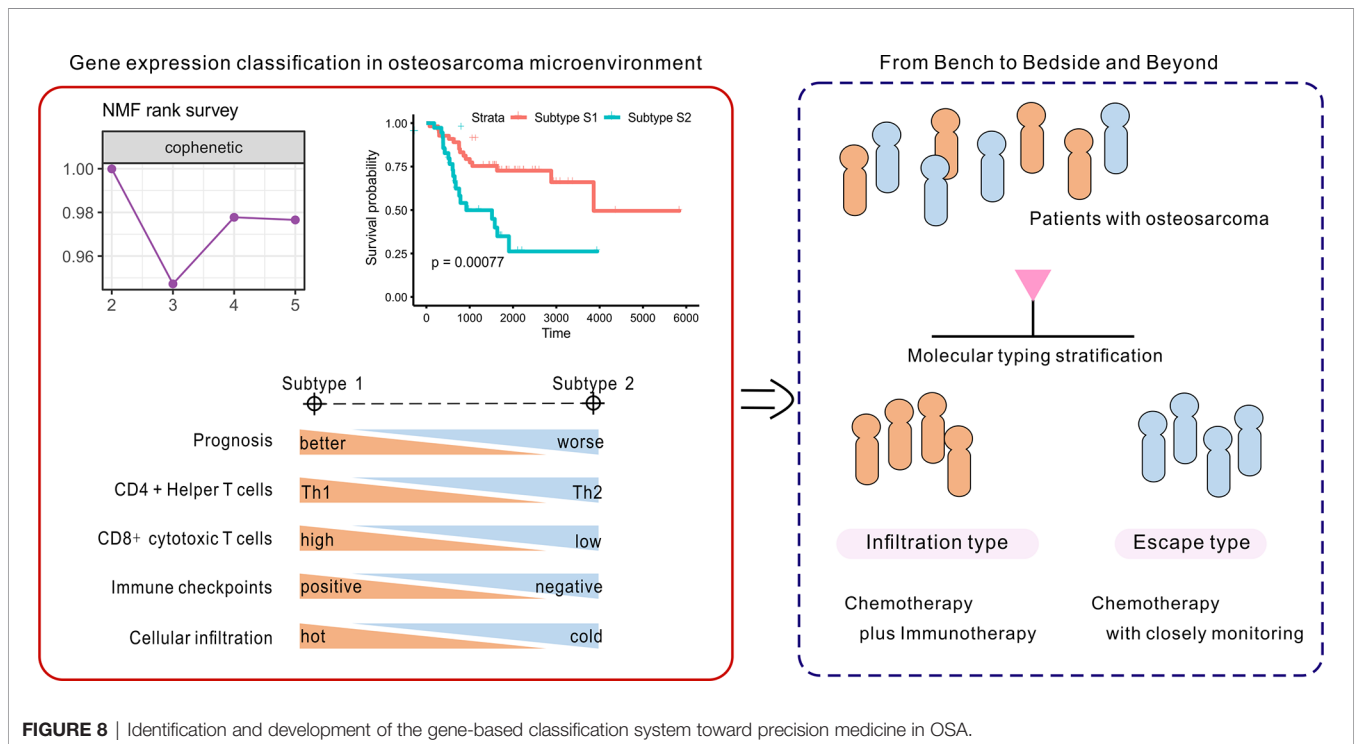 Gene expression classification in osteosarcoma microenvironment
NMF rank survey
cophenetic
1.00
0.98
0.96
2 3 4 5
Strata Subtype S1 Subtype S2
Survival probability
1.00
0.75
0.50
0.25
0.00
p = 0.00077
0 1000 2000 3000 4000 5000 6000
Time
Subtype 1 Subtype 2
Prognosis better worse
CD4 + Helper T cells Th1 Th2
CD8+ cytotoxic T cells high low
Immune checkpoints positive negative
Cellular infiltration hot cold
From Bench to Bedside and Beyond
Patients with osteosarcoma
Molecular typing stratification
Infiltration type Escape type
Chemotherapy
plus Immunotherapy
Chemotherapy
with closely monitoring
FIGURE 8 | Identification and development of the gene-based classification system toward precision medicine in OSA.